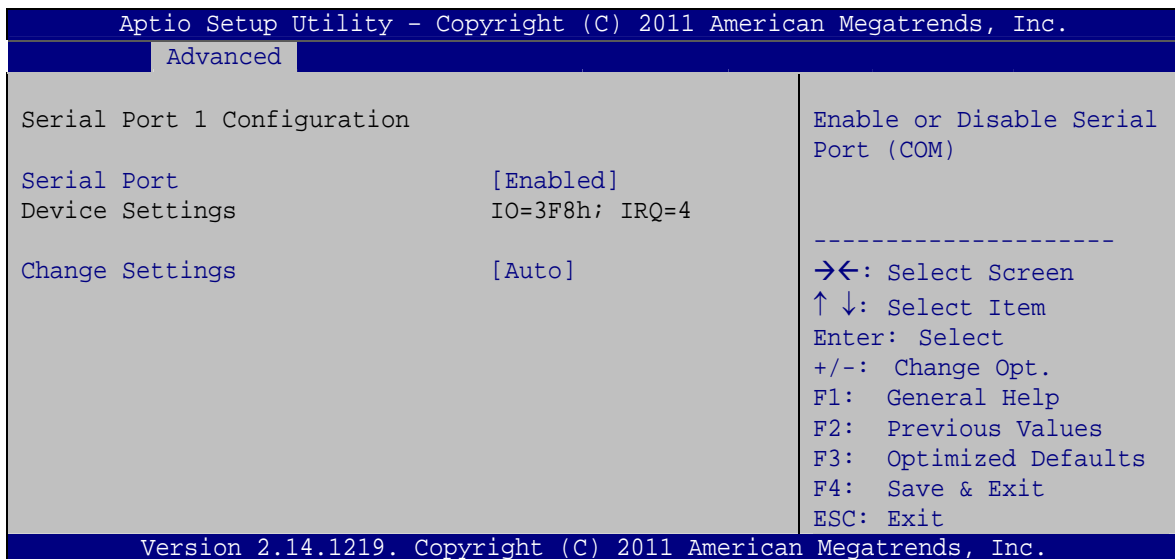 Aptio Setup Utility – Copyright (C) 2011 American Megatrends, Inc.
Advanced
Serial Port 1 Configuration
Serial Port [Enabled]
Device Settings IO=3F8h; IRQ=4
Change Settings [Auto]
Enable or Disable Serial
Port (COM)
---------------------
→←: Select Screen
↑ ↓: Select Item
Enter: Select
+/-: Change Opt.
F1: General Help
F2: Previous Values
F3: Optimized Defaults
F4: Save & Exit
ESC: Exit
Version 2.14.1219. Copyright (C) 2011 American Megatrends, Inc.